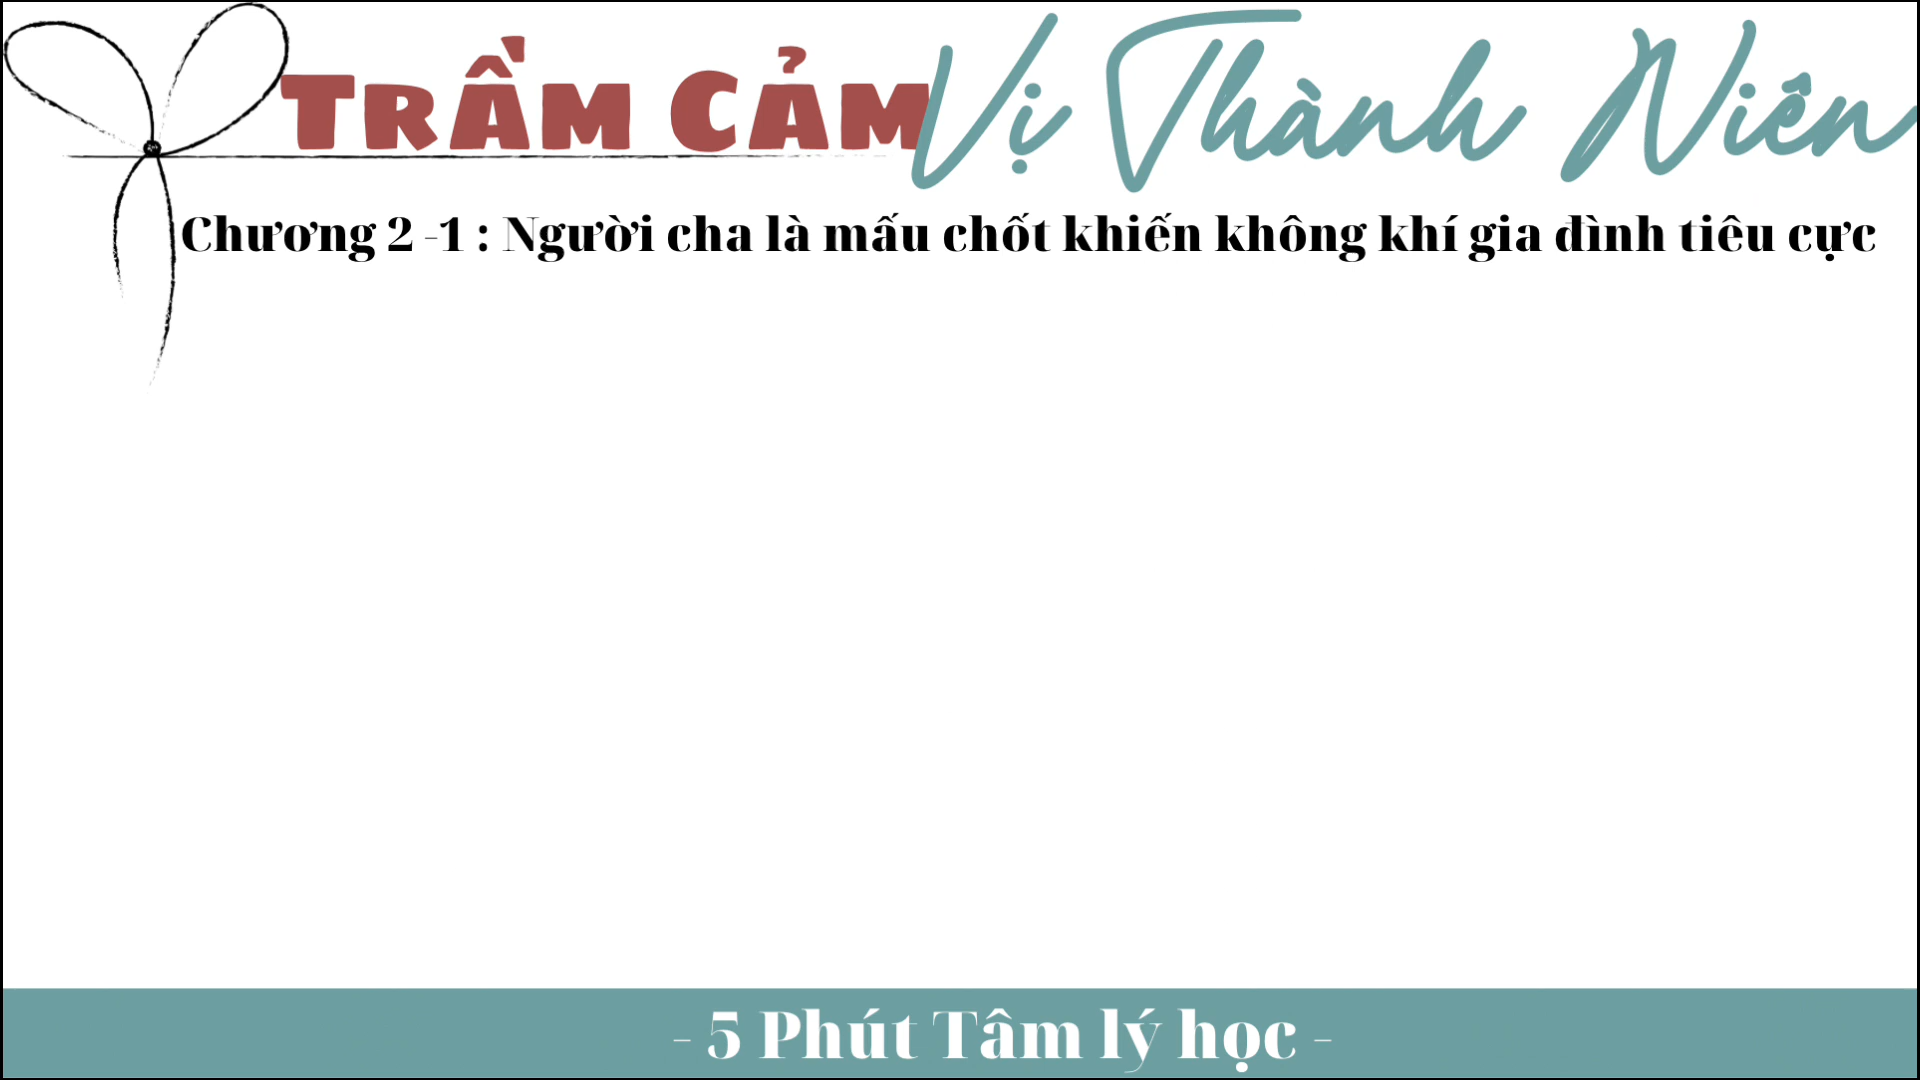 Trầm Cảm Vị Thành Niên
Chương 2 -1 : Người cha là mấu chốt khiến không khí gia đình tiêu cực
- 5 Phút Tâm lý học -